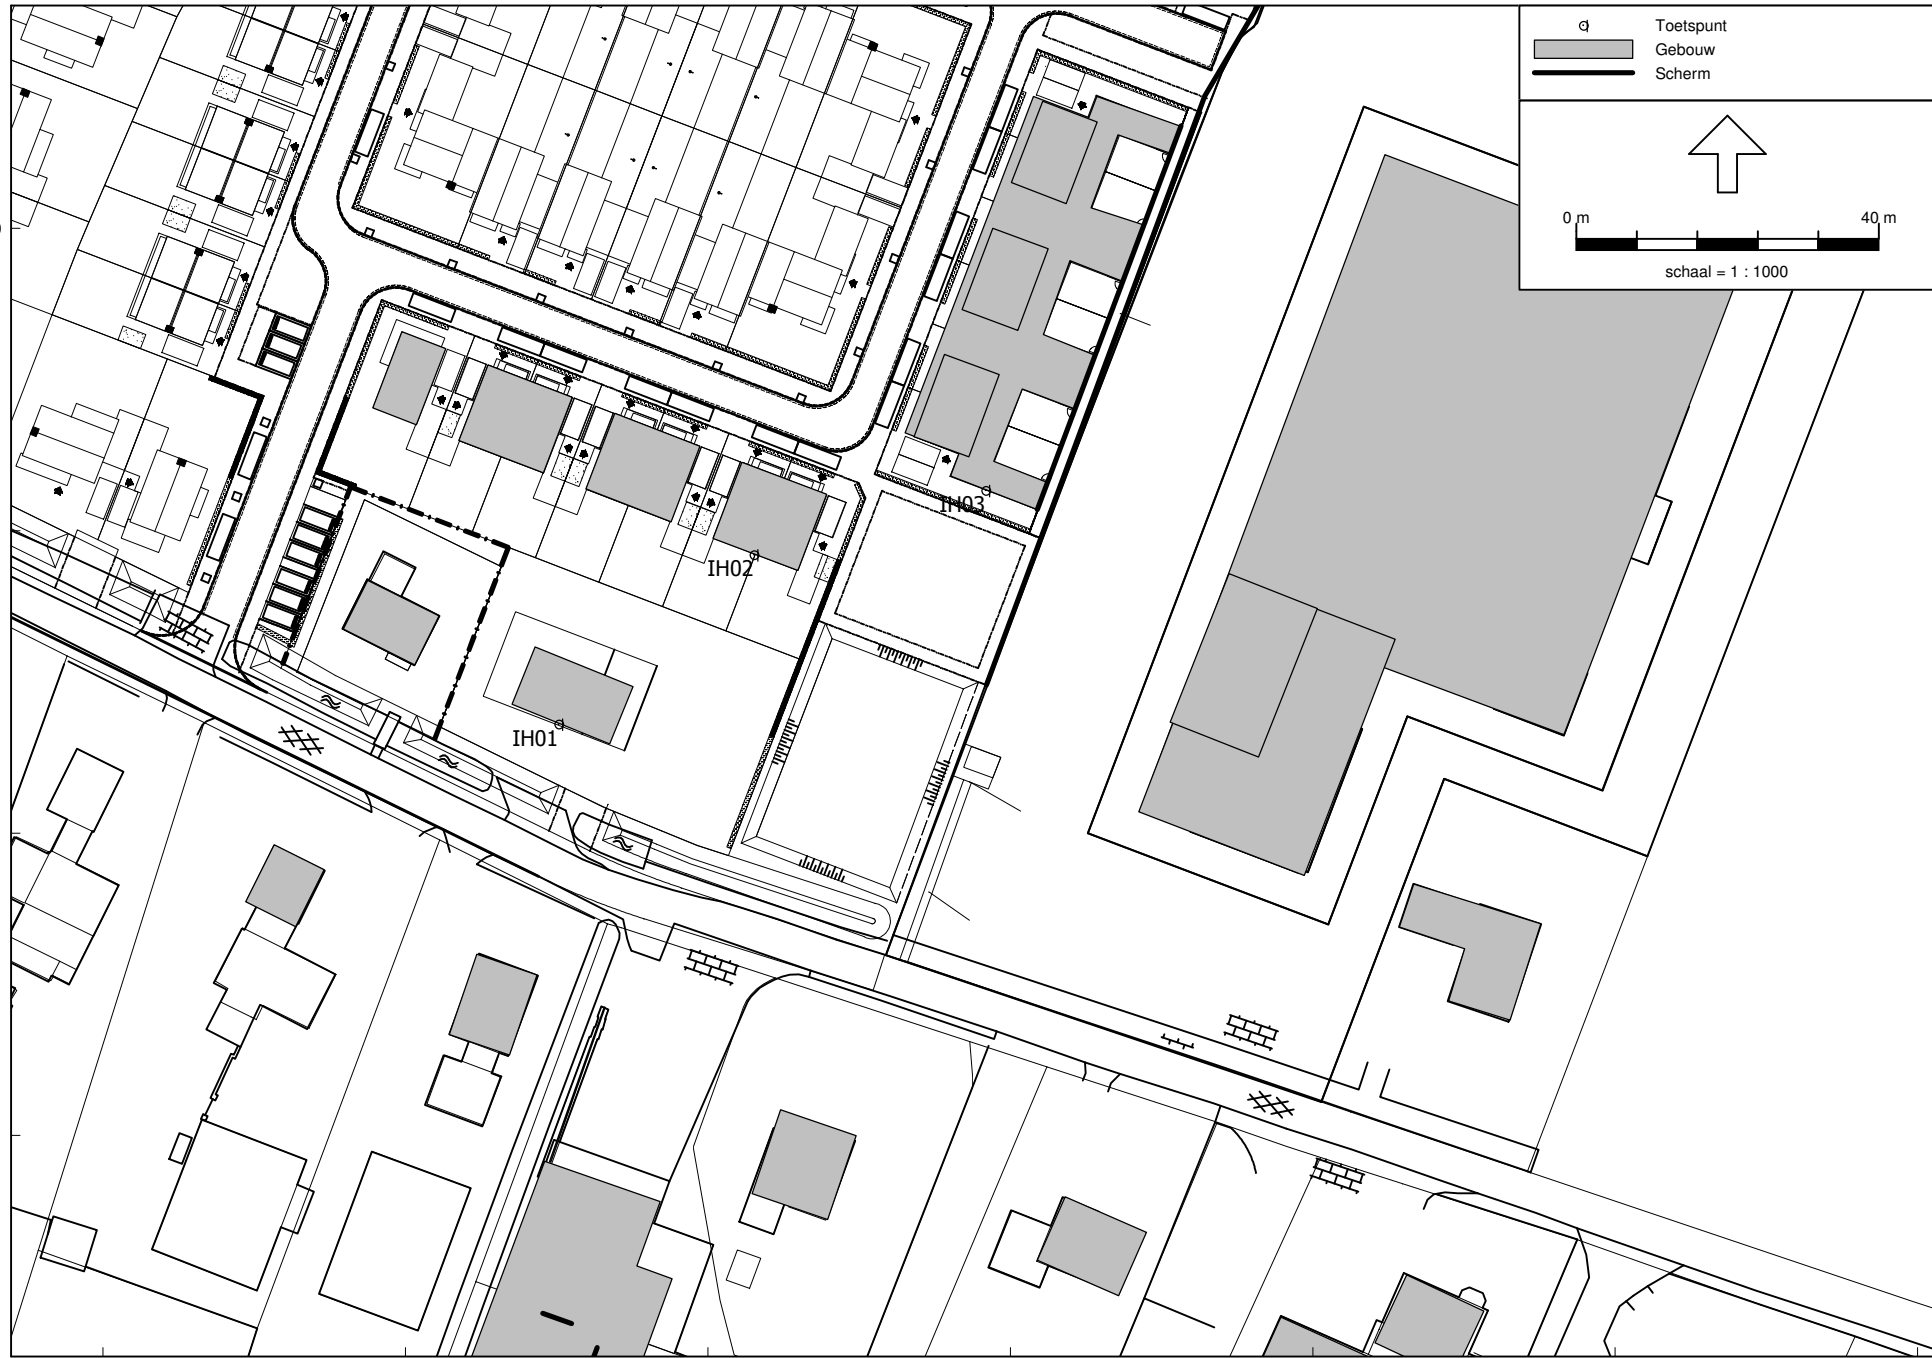 Toetspunt
Gebouw
Scherm
0 m 40 m
schaal = 1 : 1000
IH03
IH02
IH01